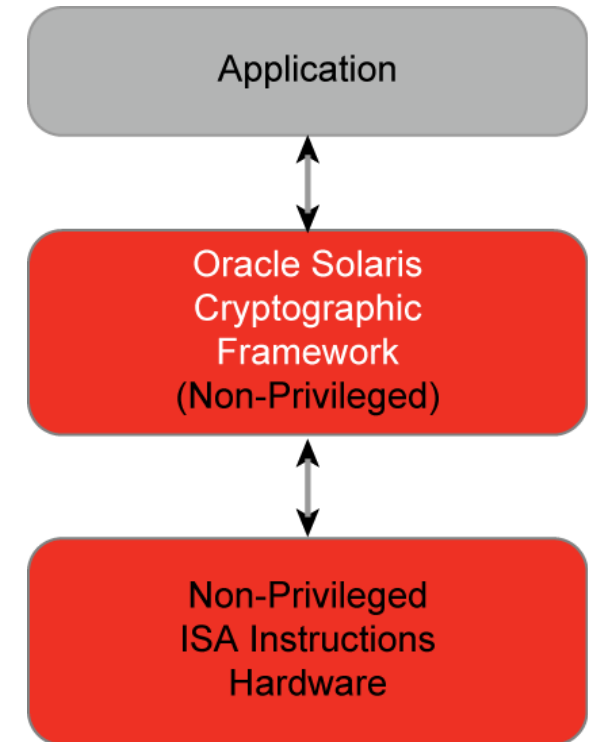 Application
Oracle Solaris
Cryptographic
Framework
(Non-Privileged)
Non-Privileged
ISA Instructions
Hardware